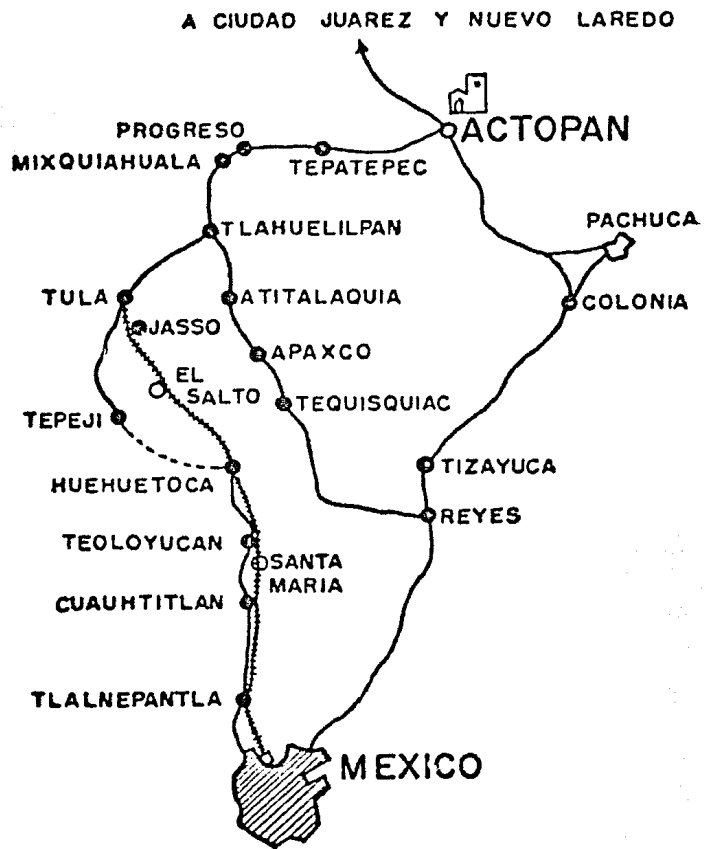 A CIUDAD JUAREZ Y NUEVO LAREDO
ACTOPAN
PROGRESO
MIXQUIAHUALA
TEPATEPEC
TLAHUELILPAN
PACHUCA
TULA
ATITALAQUIA
COLONIA
JASSO
APAXCO
EL
SALTO
TEQUISQUIAC
TEPEJI
TIZAYUCA
HUEHUETOCA
REYES
TEOLOYUCAN
SANTA
MARIA
CUAUHTITLAN
TLALNEPANTLA
MEXICO